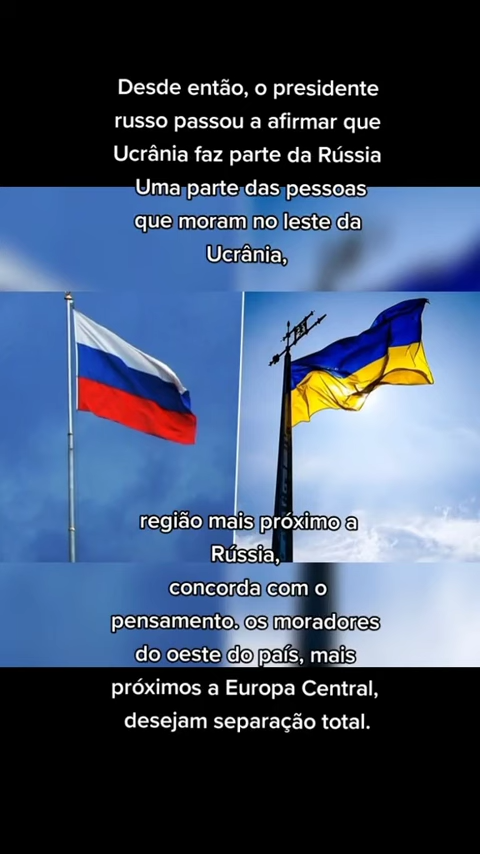 Desde então, o presidente
russo passou a afirmar que
Ucrânia faz parte da Rússia
Uma parte das pessoas
que moram no leste da
Ucrânia,
região mais próximo a
Rússia,
concorda com o
pensamento. os moradores
do oeste do país, mais
próximos a Europa Central,
desejam separação total.